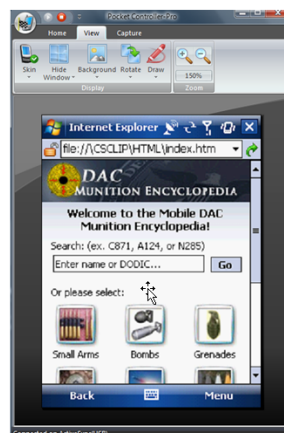 Pocket Controller-Pro
Home View Capture
Skin Hide Window Background Rotate Draw
150%
Display Zoom
Internet Explorer
file://\CSCLIP\HTML\index.htm
DAC
MUNITION ENCYCLOPEDIA
Welcome to the Mobile DAC
Munition Encyclopedia!
Search: (ex. C871, A124, or N285)
Enter name or DODIC... Go
Or please select:
Small Arms Bombs Grenades
Back Menu